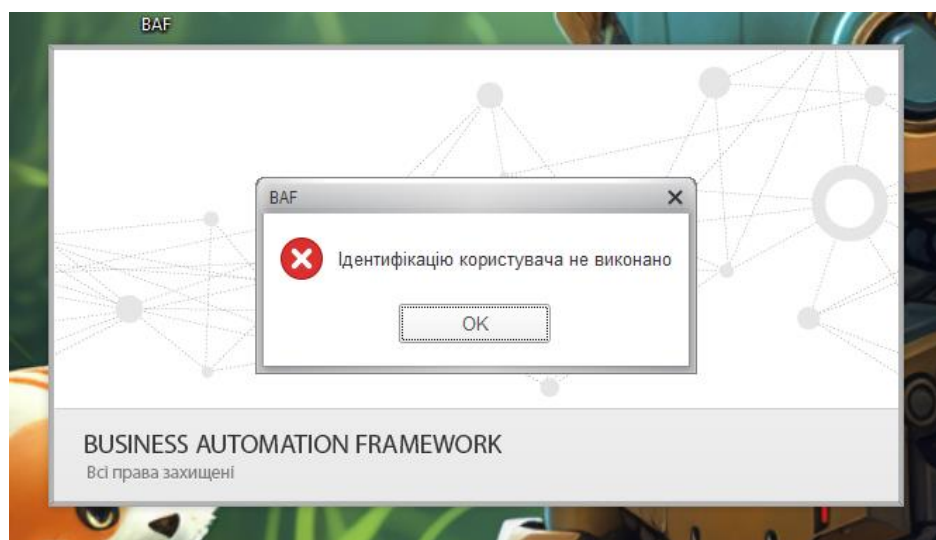 BAF
BAF
Ідентифікацію користувача не виконано
OK
BUSINESS AUTOMATION FRAMEWORK
Всі права захищені